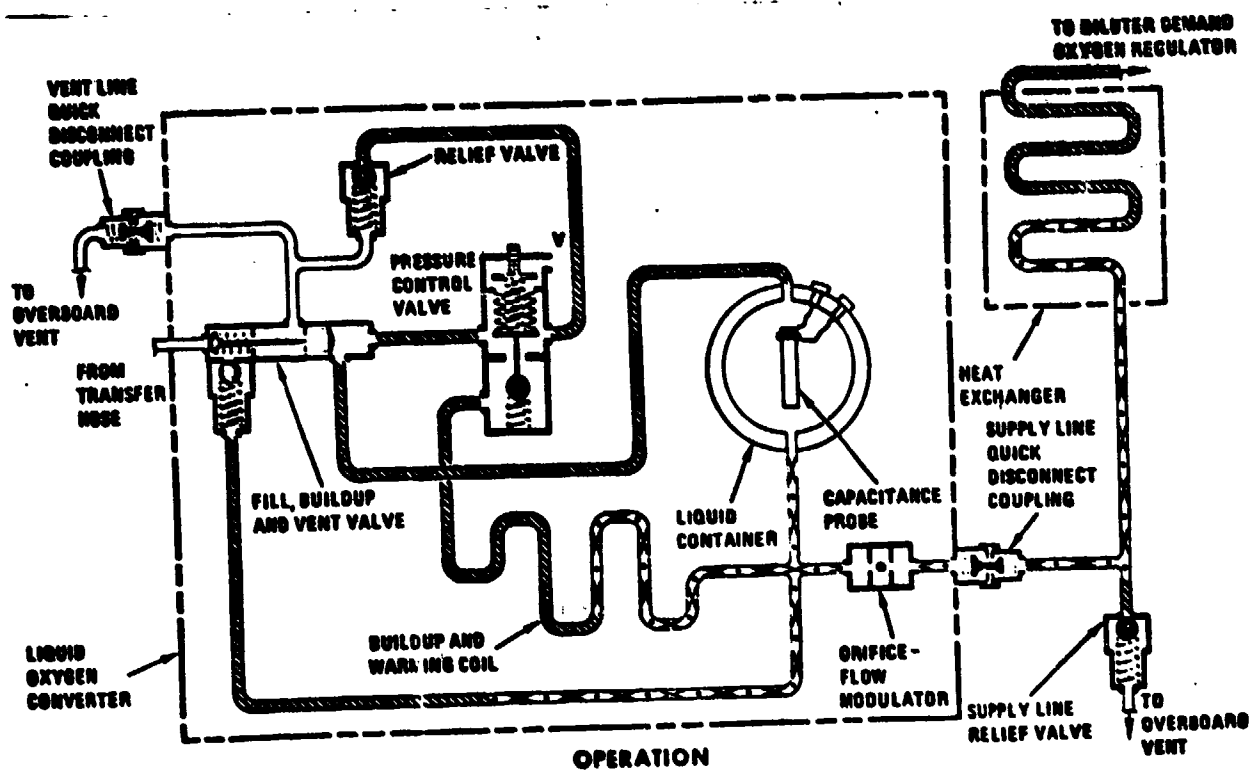 TO DILUTER DEMAND
OXYGEN REGULATOR
VENT LINE
QUICK
DISCONNECT
COUPLING
RELIEF VALVE
PRESSURE
CONTROL
VALVE
V
TO
OVERBOARD
VENT
FROM
TRANSFER
HOSE
HEAT
EXCHANGER
SUPPLY LINE
QUICK
DISCONNECT
COUPLING
FILL, BUILDUP
AND VENT VALVE
LIQUID
CONTAINER
CAPACITANCE
PROBE
BUILDUP AND
WARMING COIL
LIQUID
OXYGEN
CONVERTER
ORIFICE-
FLOW
MODULATOR
SUPPLY LINE
RELIEF VALVE
TO
OVERBOARD
VENT
OPERATION